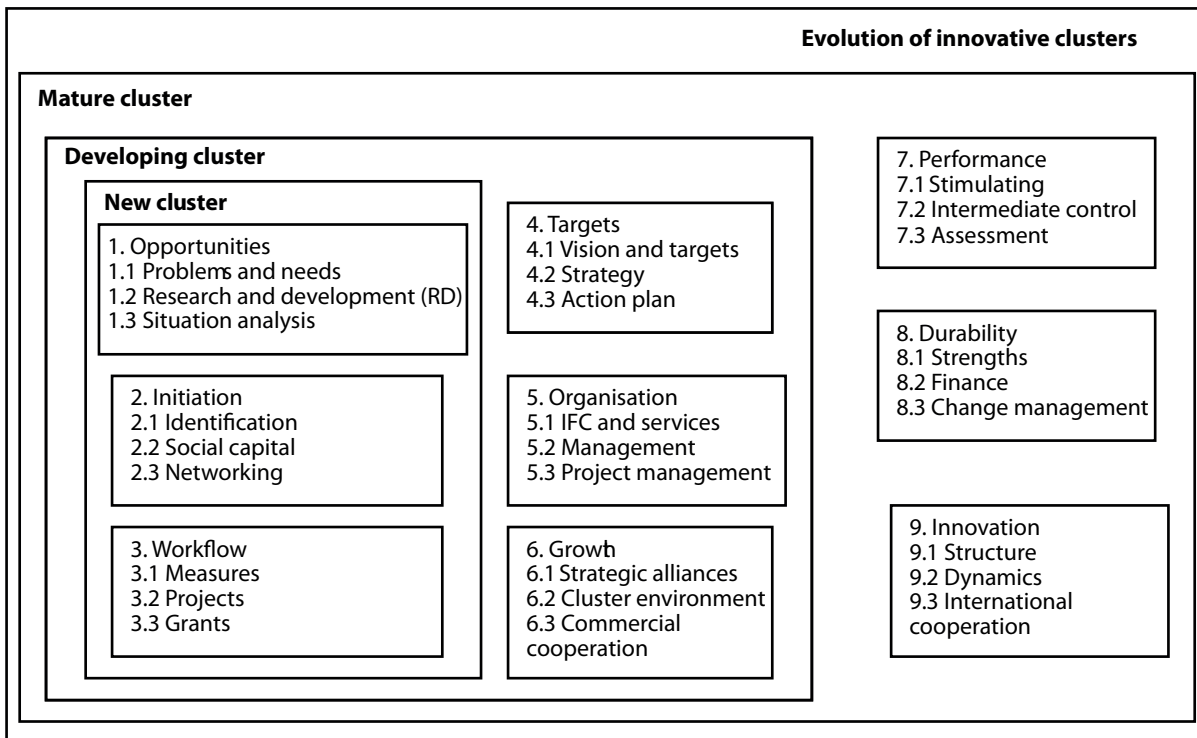 Evolution of innovative clusters
Mature cluster
Developing cluster
New cluster
1. Opportunities
1.1 Problems and needs
1.2 Research and development (RD)
1.3 Situation analysis
2. Initiation
2.1 Identification
2.2 Social capital
2.3 Networking
3. Workflow
3.1 Measures
3.2 Projects
3.3 Grants
4. Targets
4.1 Vision and targets
4.2 Strategy
4.3 Action plan
5. Organisation
5.1 IFC and services
5.2 Management
5.3 Project management
6. Growth
6.1 Strategic alliances
6.2 Cluster environment
6.3 Commercial
cooperation
7. Performance
7.1 Stimulating
7.2 Intermediate control
7.3 Assessment
8. Durability
8.1 Strengths
8.2 Finance
8.3 Change management
9. Innovation
9.1 Structure
9.2 Dynamics
9.3 International
cooperation